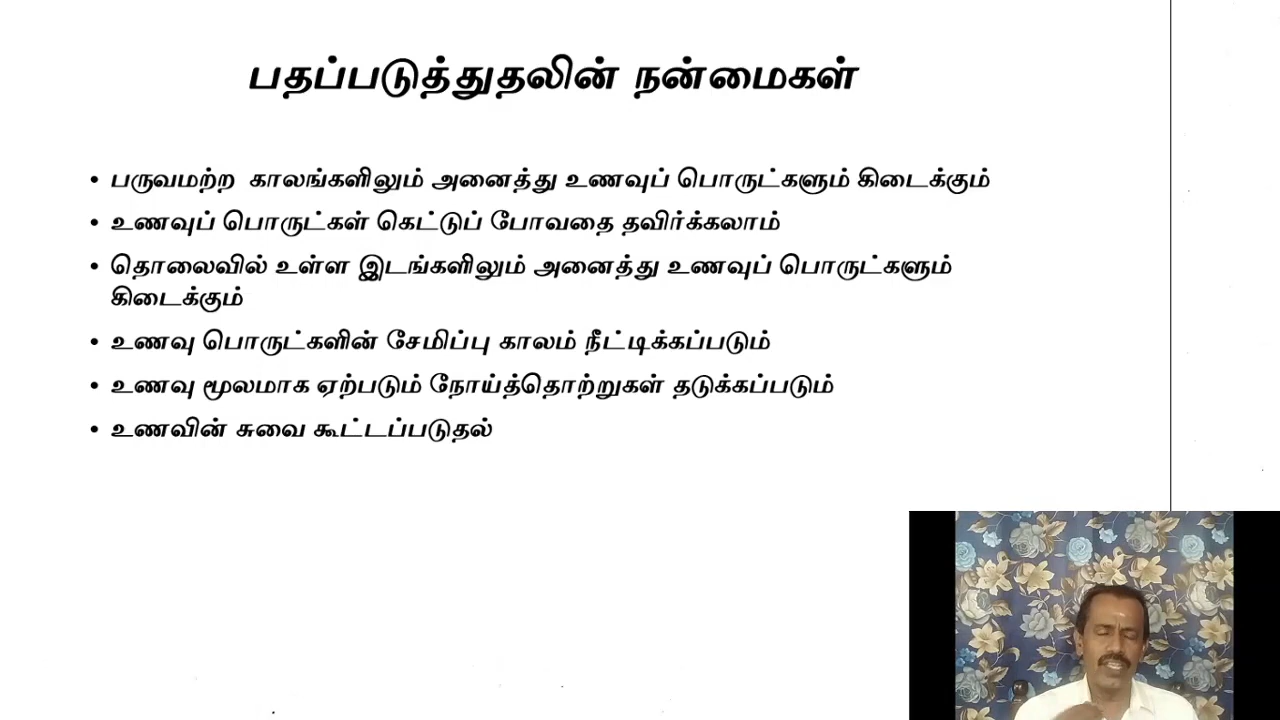 பதப்படுத்துதலின் நன்மைகள்
• பருவமற்ற காலங்களிலும் அனைத்து உணவுப் பொருட்களும் கிடைக்கும்
• உணவுப் பொருட்கள் கெட்டுப் போவதை தவிர்க்கலாம்
• தொலைவில் உள்ள இடங்களிலும் அனைத்து உணவுப் பொருட்களும்
கிடைக்கும்
• உணவு பொருட்களின் சேமிப்பு காலம் நீட்டிக்கப்படும்
• உணவு மூலமாக ஏற்படும் நோய்த்தொற்றுகள் தடுக்கப்படும்
• உணவின் சுவை கூட்டப்படுதல்